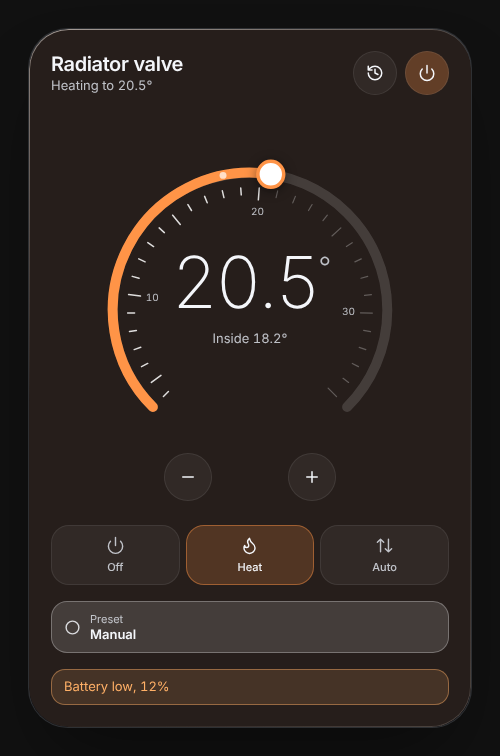 Radiator valve
Heating to 20.5°
20
10
30
20.5°
Inside 18.2°
Off
Heat
Auto
Preset
Manual
Battery low, 12%